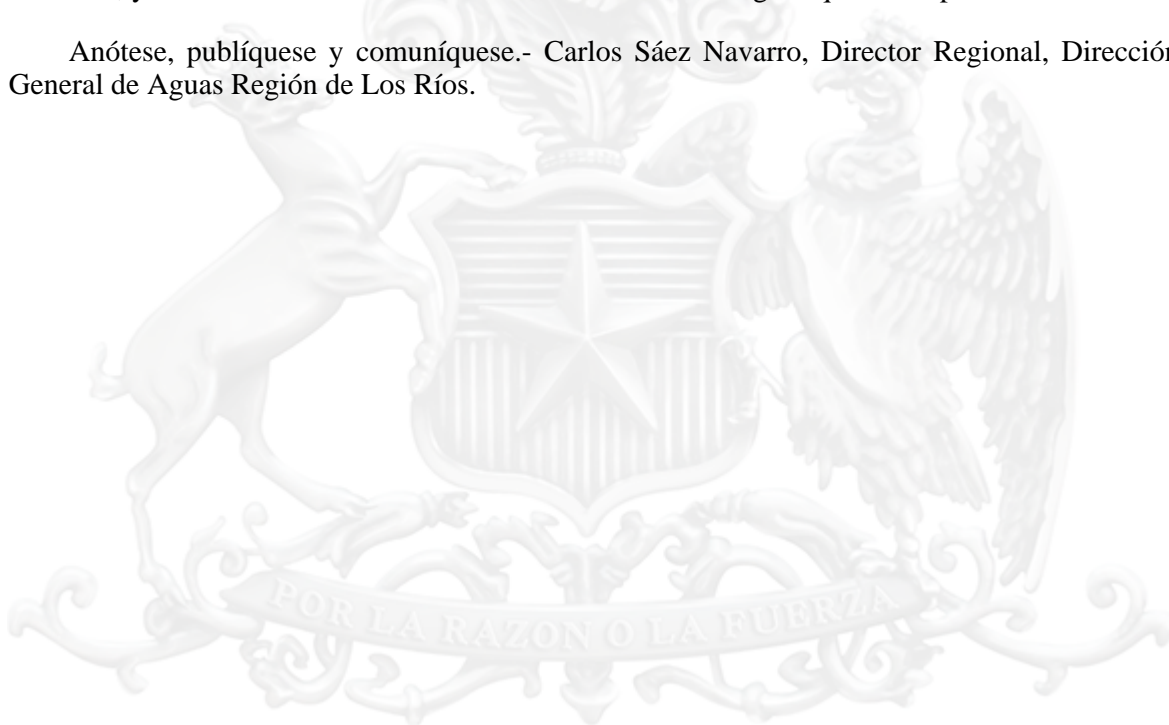 Anótese, publíquese y comuníquese.- Carlos Sáez Navarro, Director Regional, Dirección
General de Aguas Región de Los Ríos.
POR LA RAZON O LA FUERZA